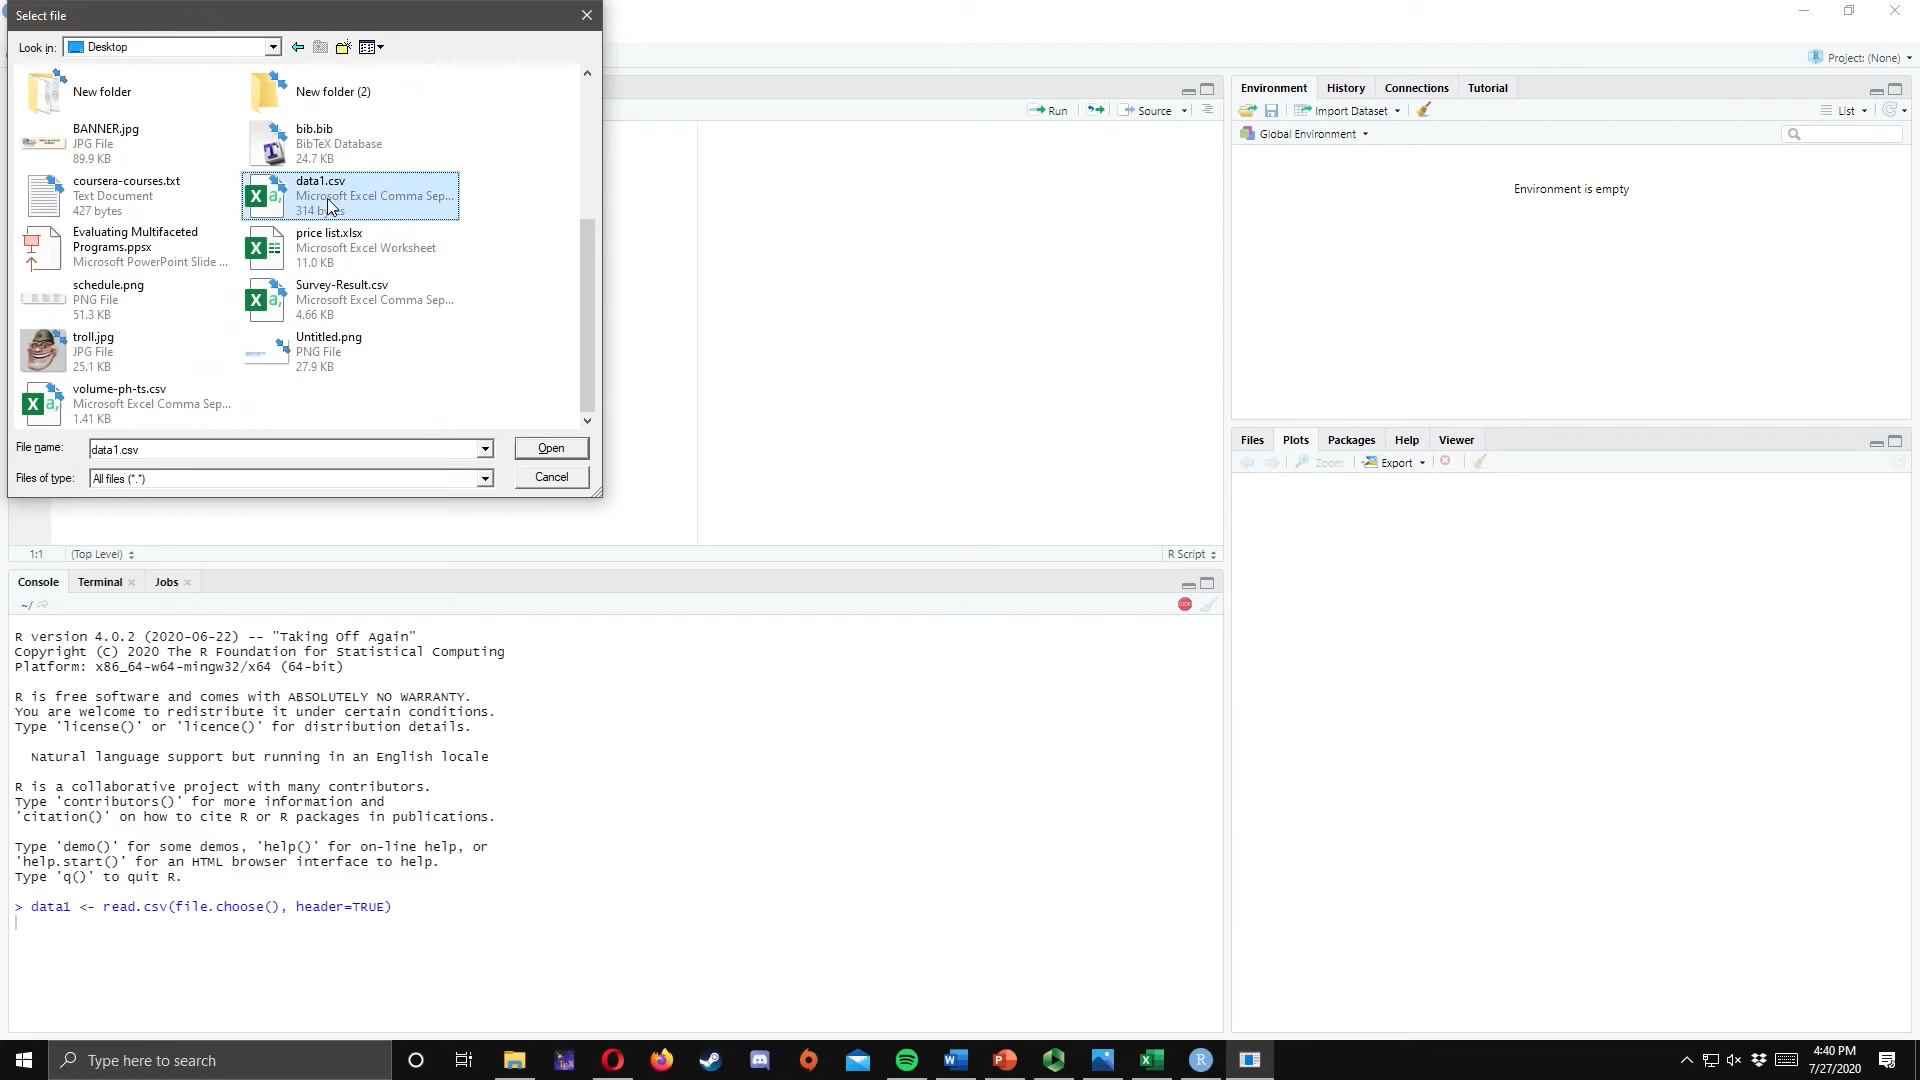 Select file
Look in:
Desktop
New folder
New folder (2)
BANNER.jpg
JPG File
89.9 KB
bib.bib
BibTeX Database
24.7 KB
coursera-courses.txt
Text Document
427 bytes
data1.csv
Microsoft Excel Comma Sep...
314 bytes
Evaluating Multifaceted
Programs.ppsx
Microsoft PowerPoint Slide ...
price list.xlsx
Microsoft Excel Worksheet
11.0 KB
schedule.png
PNG File
51.3 KB
Survey-Result.csv
Microsoft Excel Comma Sep...
4.66 KB
troll.jpg
JPG File
25.1 KB
Untitled.png
PNG File
27.9 KB
volume-ph-ts.csv
Microsoft Excel Comma Sep...
1.41 KB
File name:
data1.csv
Open
Files of type:
All files (*.*)
Cancel
Project: (None)
Run
Source
1:1
(Top Level)
R Script
Environment History Connections Tutorial
Import Dataset
List
Global Environment
Environment is empty
Files Plots Packages Help Viewer
Zoom
Export
Console Terminal Jobs
~/
R version 4.0.2 (2020-06-22) -- "Taking Off Again"
Copyright (C) 2020 The R Foundation for Statistical Computing
Platform: x86_64-w64-mingw32/x64 (64-bit)
R is free software and comes with ABSOLUTELY NO WARRANTY.
You are welcome to redistribute it under certain conditions.
Type 'license()' or 'licence()' for distribution details.
Natural language support but running in an English locale
R is a collaborative project with many contributors.
Type 'contributors()' for more information and
'citation()' on how to cite R or R packages in publications.
Type 'demo()' for some demos, 'help()' for on-line help, or
'help.start()' for an HTML browser interface to help.
Type 'q()' to quit R.
> data1 <- read.csv(file.choose(), header=TRUE)
Type here to search
4:40 PM
7/27/2020